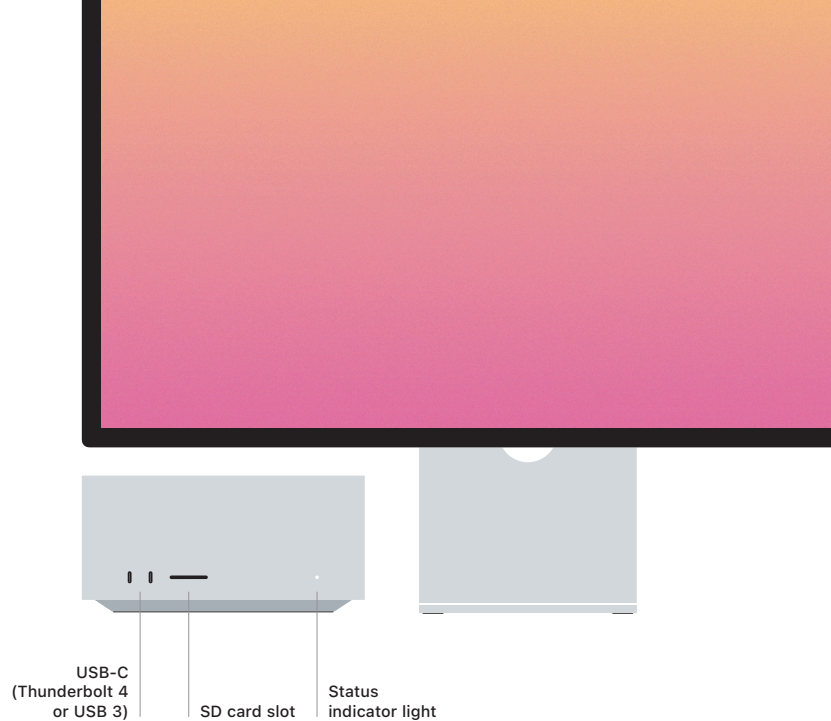 USB-C
(Thunderbolt 4
or USB 3)
SD card slot
Status
indicator light